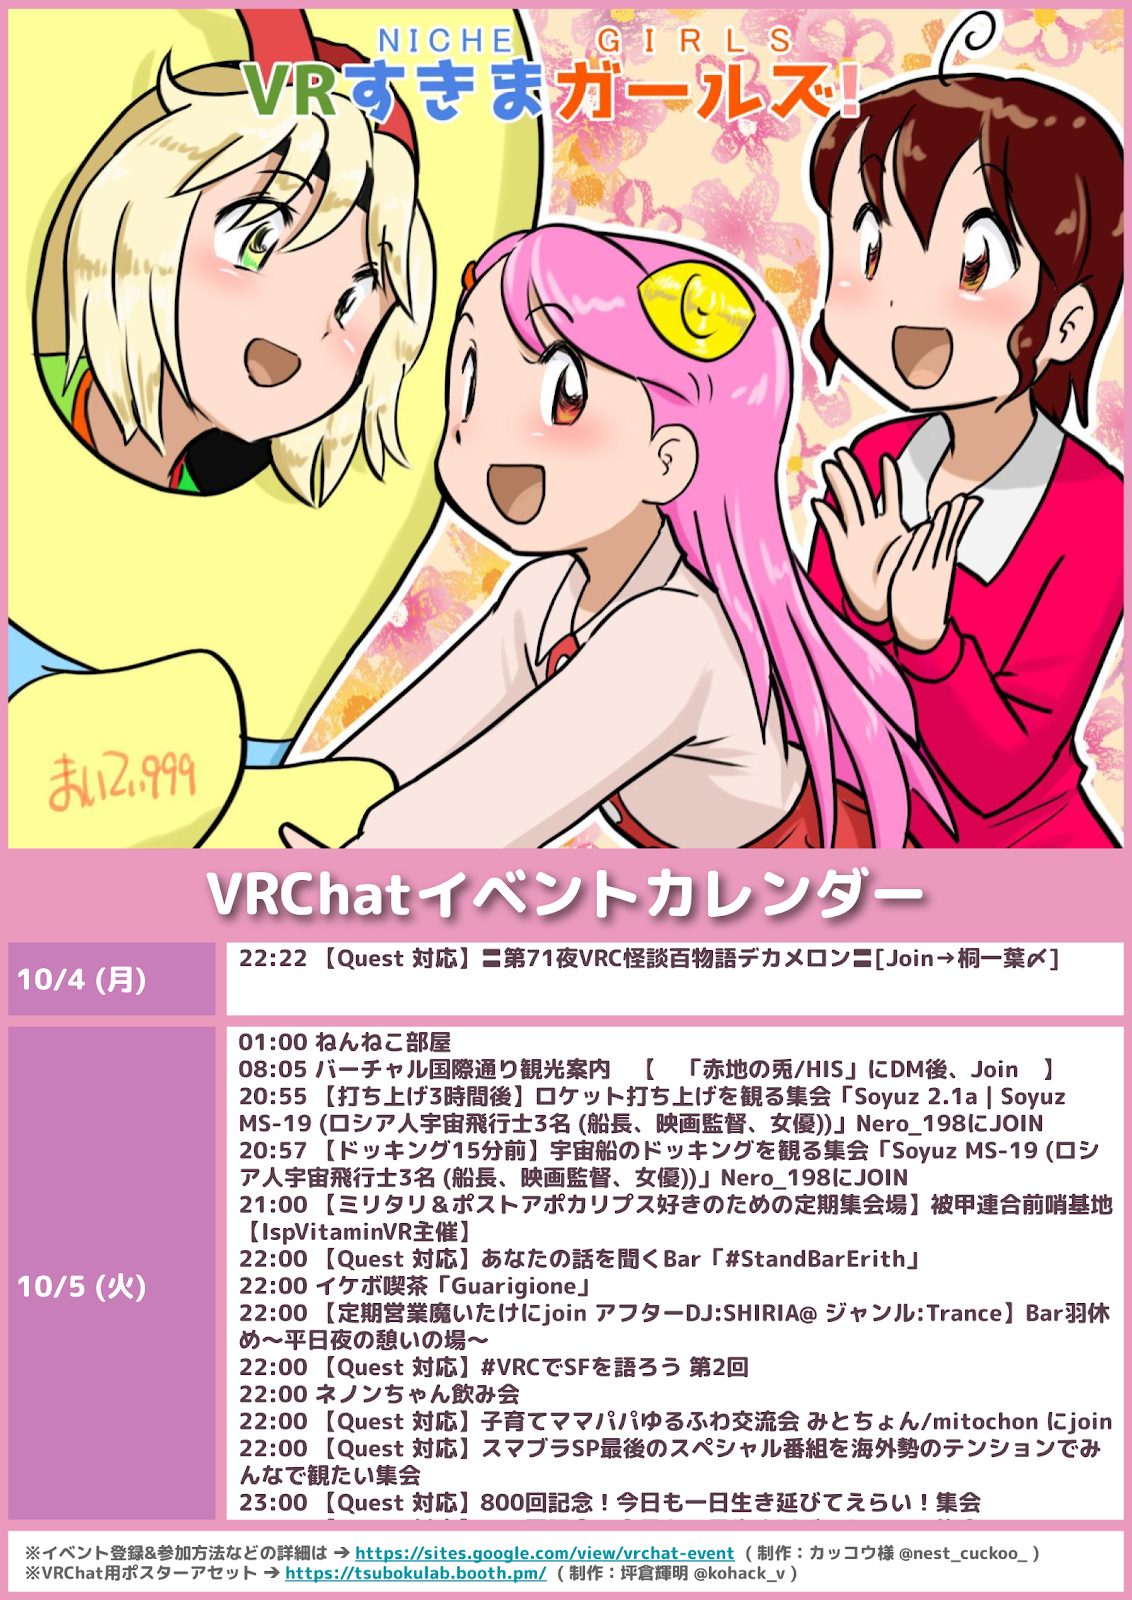 NICHE GIRLS
VRすきまガールズ!
まいてい999
VRChatイベントカレンダー
10/4 (月)
22:22 【Quest 対応】〓第71夜VRC怪談百物語デカメロン〓[Join→桐一葉〆]
10/5 (火)
01:00 ねんねこ部屋
08:05 バーチャル国際通り観光案内　【　「赤地の兎/HIS」にDM後、Join　】
20:55 【打ち上げ3時間後】ロケット打ち上げを観る集会「Soyuz 2.1a | Soyuz
MS-19 (ロシア人宇宙飛行士3名 (船長、映画監督、女優))」Nero_198にJOIN
20:57 【ドッキング15分前】宇宙船のドッキングを観る集会「Soyuz MS-19 (ロシ
ア人宇宙飛行士3名 (船長、映画監督、女優))」Nero_198にJOIN
21:00 【ミリタリ＆ポストアポカリプス好きのための定期集会場】被甲連合前哨基地
【IspVitaminVR主催】
22:00 【Quest 対応】あなたの話を聞くBar「#StandBarErith」
22:00 イケボ喫茶「Guarigione」
22:00 【定期営業魔いたけにjoin アフターDJ:SHIRIA@ ジャンル:Trance】Bar羽休
め～平日夜の憩いの場～
22:00 【Quest 対応】#VRCでSFを語ろう 第2回
22:00 ネノンちゃん飲み会
22:00 【Quest 対応】子育てママパパゆるふわ交流会 みとちょん/mitochon にjoin
22:00 【Quest 対応】スマブラSP最後のスペシャル番組を海外勢のテンションでみ
んなで観たい集会
23:00 【Quest 対応】800回記念！今日も一日生き延びてえらい！集会
※イベント登録&参加方法などの詳細は → https://sites.google.com/view/vrchat-event ( 制作：カッコウ様 @nest_cuckoo_ )
※VRChat用ポスターアセット → https://tsubokulab.booth.pm/ ( 制作：坪倉輝明 @kohack_v )